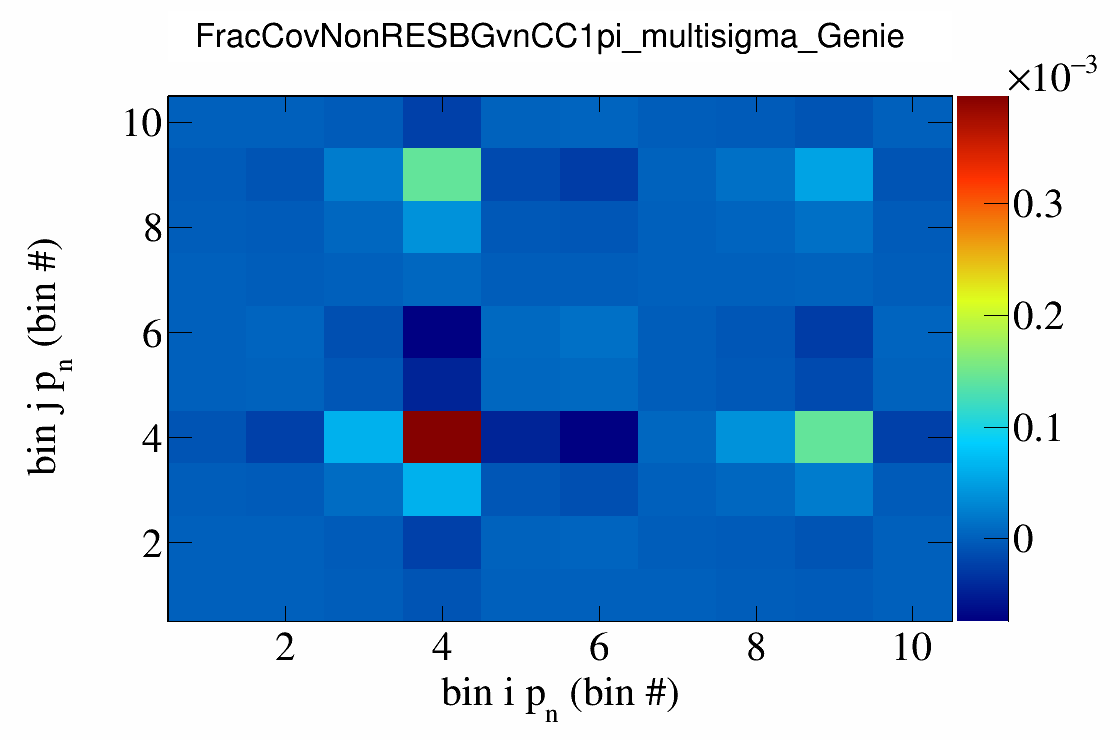 FracCovNonRESBGvnCC1pi_multisigma_Genie
×10⁻³
10
8
6
4
2
0.3
0.2
0.1
0
2 4 6 8 10
bin j pₙ (bin #)
bin i pₙ (bin #)